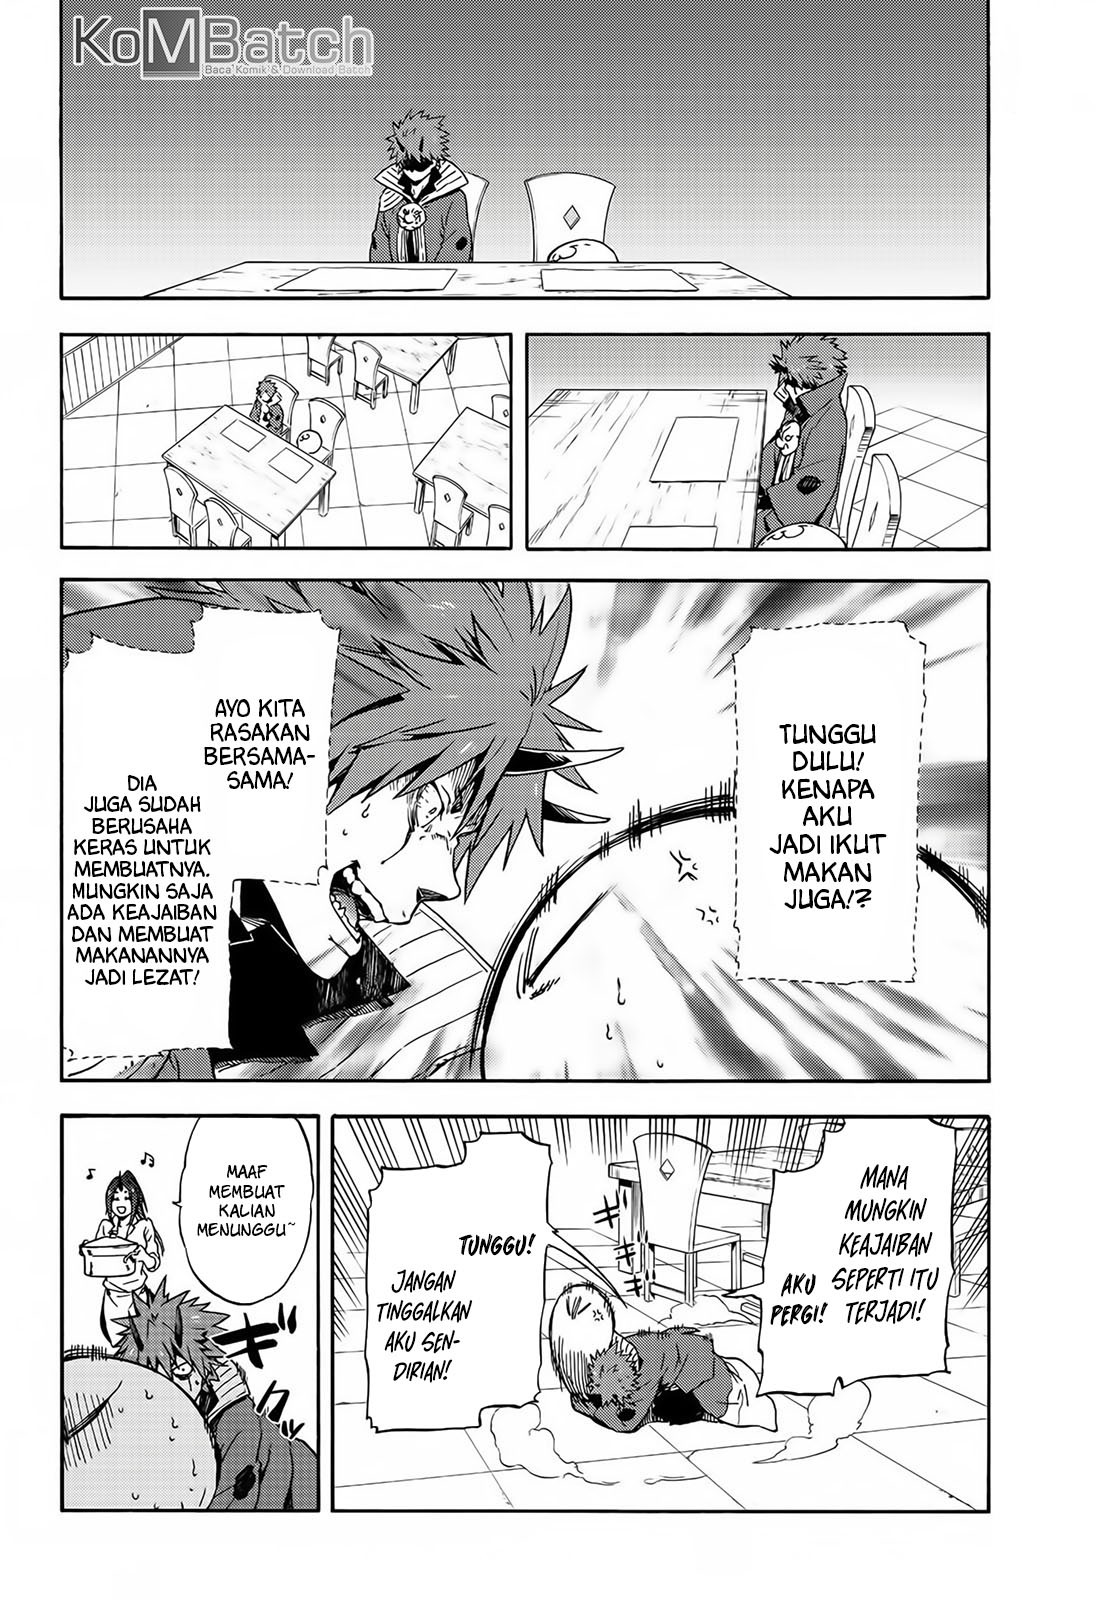 KoMBatch
Baca Komik & Download Batch
TUNGGU
DULU!
KENAPA
AKU
JADI IKUT
MAKAN
JUGA!?
AYO KITA
RASAKAN
BERSAMA-
SAMA!
DIA
JUGA SUDAH
BERUSAHA
KERAS UNTUK
MEMBUATNYA.
MUNGKIN SAJA
ADA KEAJAIBAN
DAN MEMBUAT
MAKANANNYA
JADI LEZAT!
MANA
MUNGKIN
KEAJAIBAN
SEPERTI ITU
TERJADI!
AKU
PERGI!
TUNGGU!
JANGAN
TINGGALKAN
AKU SEN-
DIRIAN!
MAAF
MEMBUAT
KALIAN
MENUNGGU~